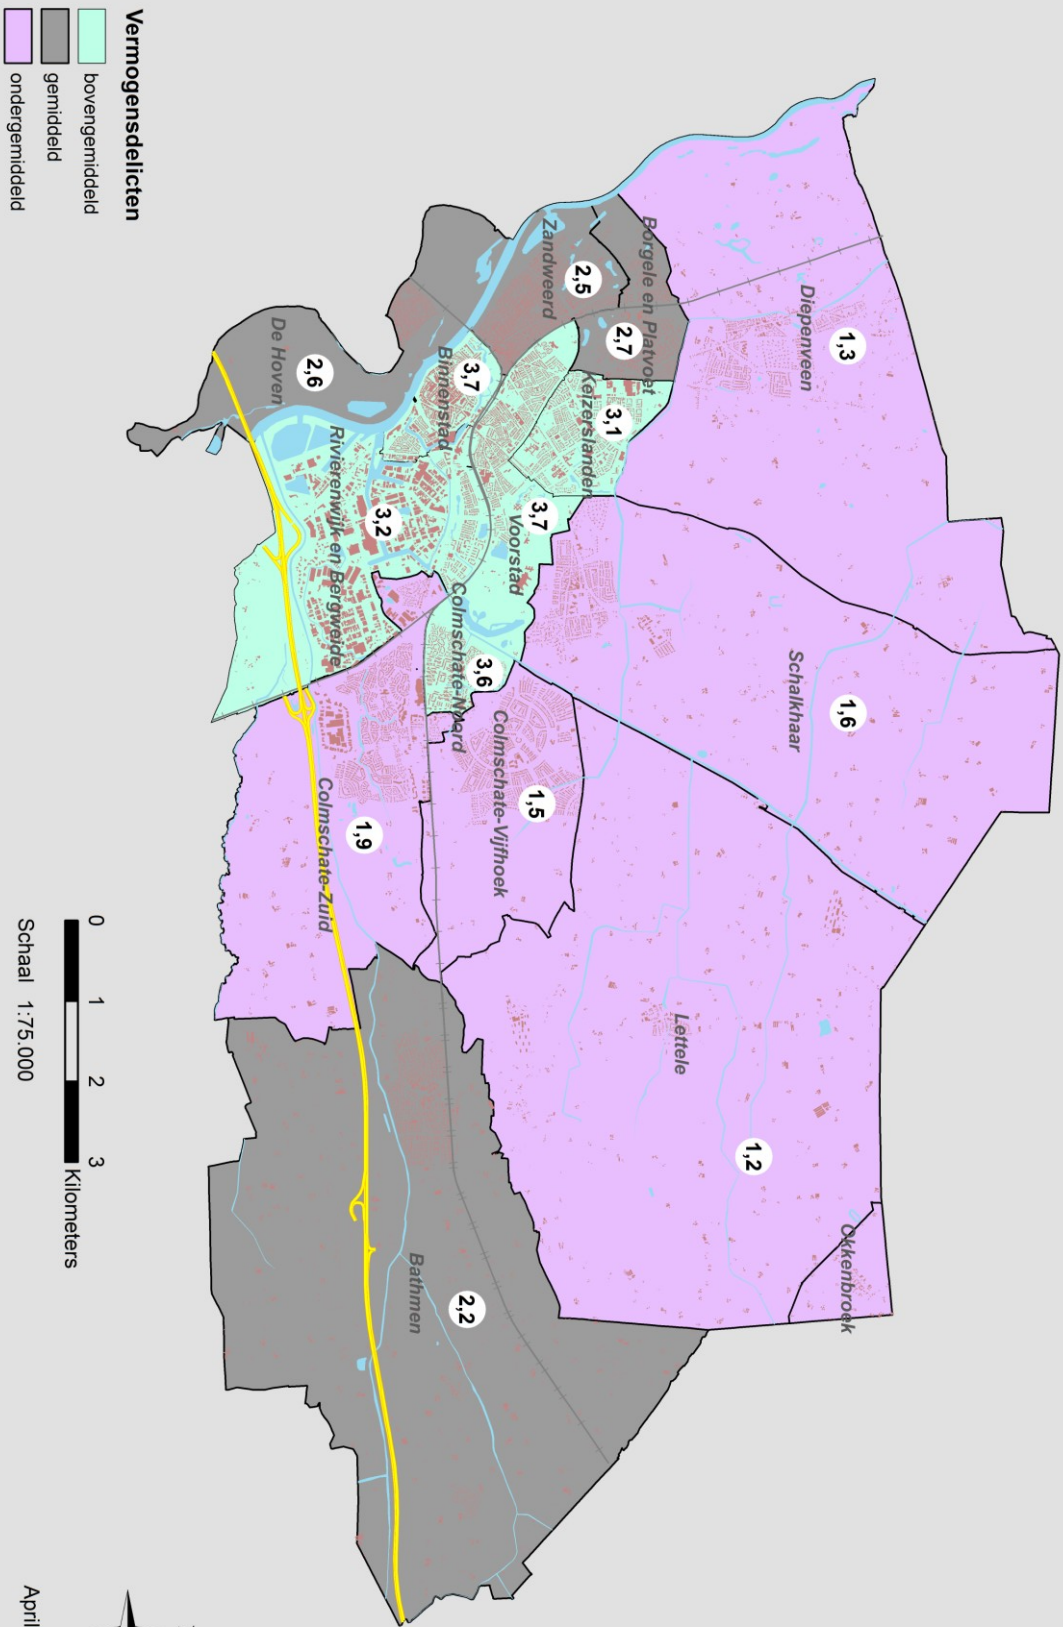 Diepenveen
1,3
Borgele en Platvoet
2,7
Zandweerd
2,5
Keizerslanden
3,1
Schalkhaar
1,6
Okkenbroek
Lettele
1,2
Voorstad
3,7
Binnenstad
3,7
De Hoven
2,6
Rivierenwijk en Bergweide
3,2
Colmschate-Noord
3,6
Colmschate-Vijfhoek
1,5
Colmschate-Zuid
1,9
Bathmen
2,2
Vermogensdelicten
bovengemiddeld
gemiddeld
ondergemiddeld
0 1 2 3
Kilometers
Schaal 1:75.000
April